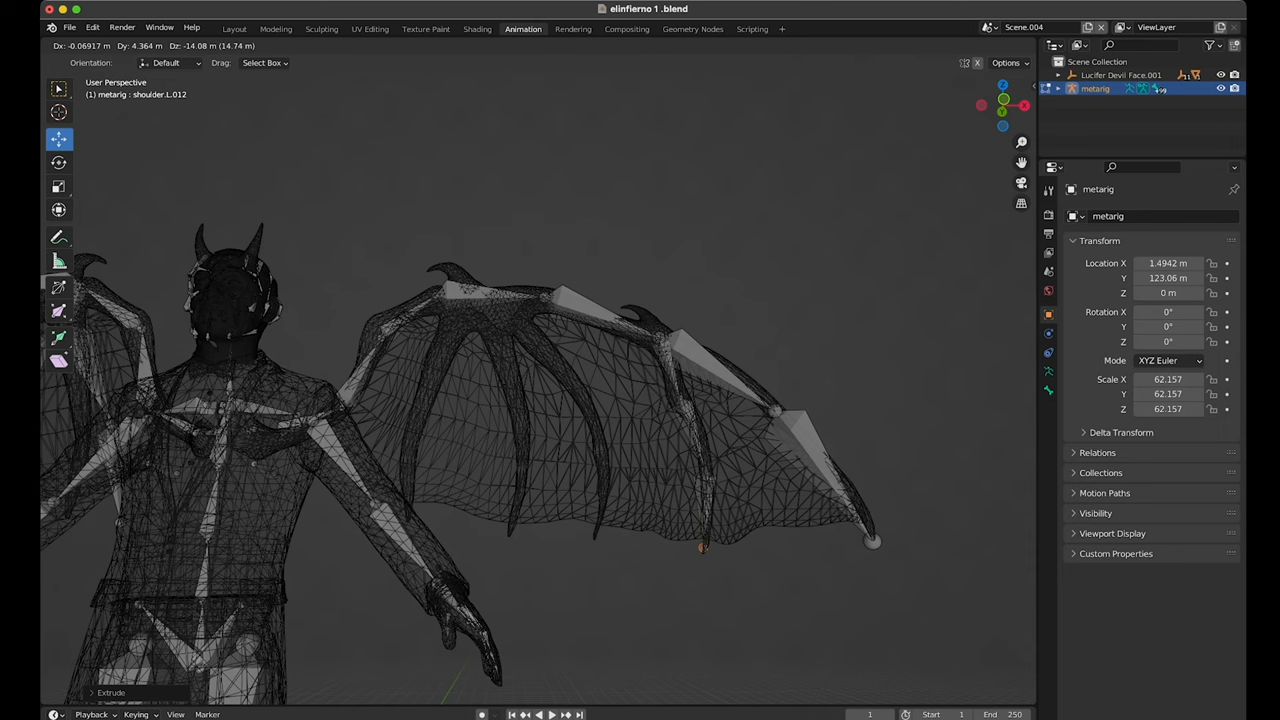 elinfierno 1 .blend
File Edit Render Window Help Layout Modeling Sculpting UV Editing Texture Paint Shading Animation Rendering Compositing Geometry Nodes Scripting Scene.004 ViewLayer
Dx: -0.06917 m Dy: 4.364 m Dz: -14.08 m (14.74 m)
Orientation: Default Drag: Select Box X Options
Scene Collection
Lucifer Devil Face.001
metarig
User Perspective
(1) metarig : shoulder.L.012
Z
X
Y
metarig
metarig
Transform
Location X 1.4942 m
Y 123.06 m
Z 0 m
Rotation X 0°
Y 0°
Z 0°
Mode XYZ Euler
Scale X 62.157
Y 62.157
Z 62.157
Delta Transform
Relations
Collections
Motion Paths
Visibility
Viewport Display
Custom Properties
Extrude
Playback Keying View Marker 1 Start 1 End 250